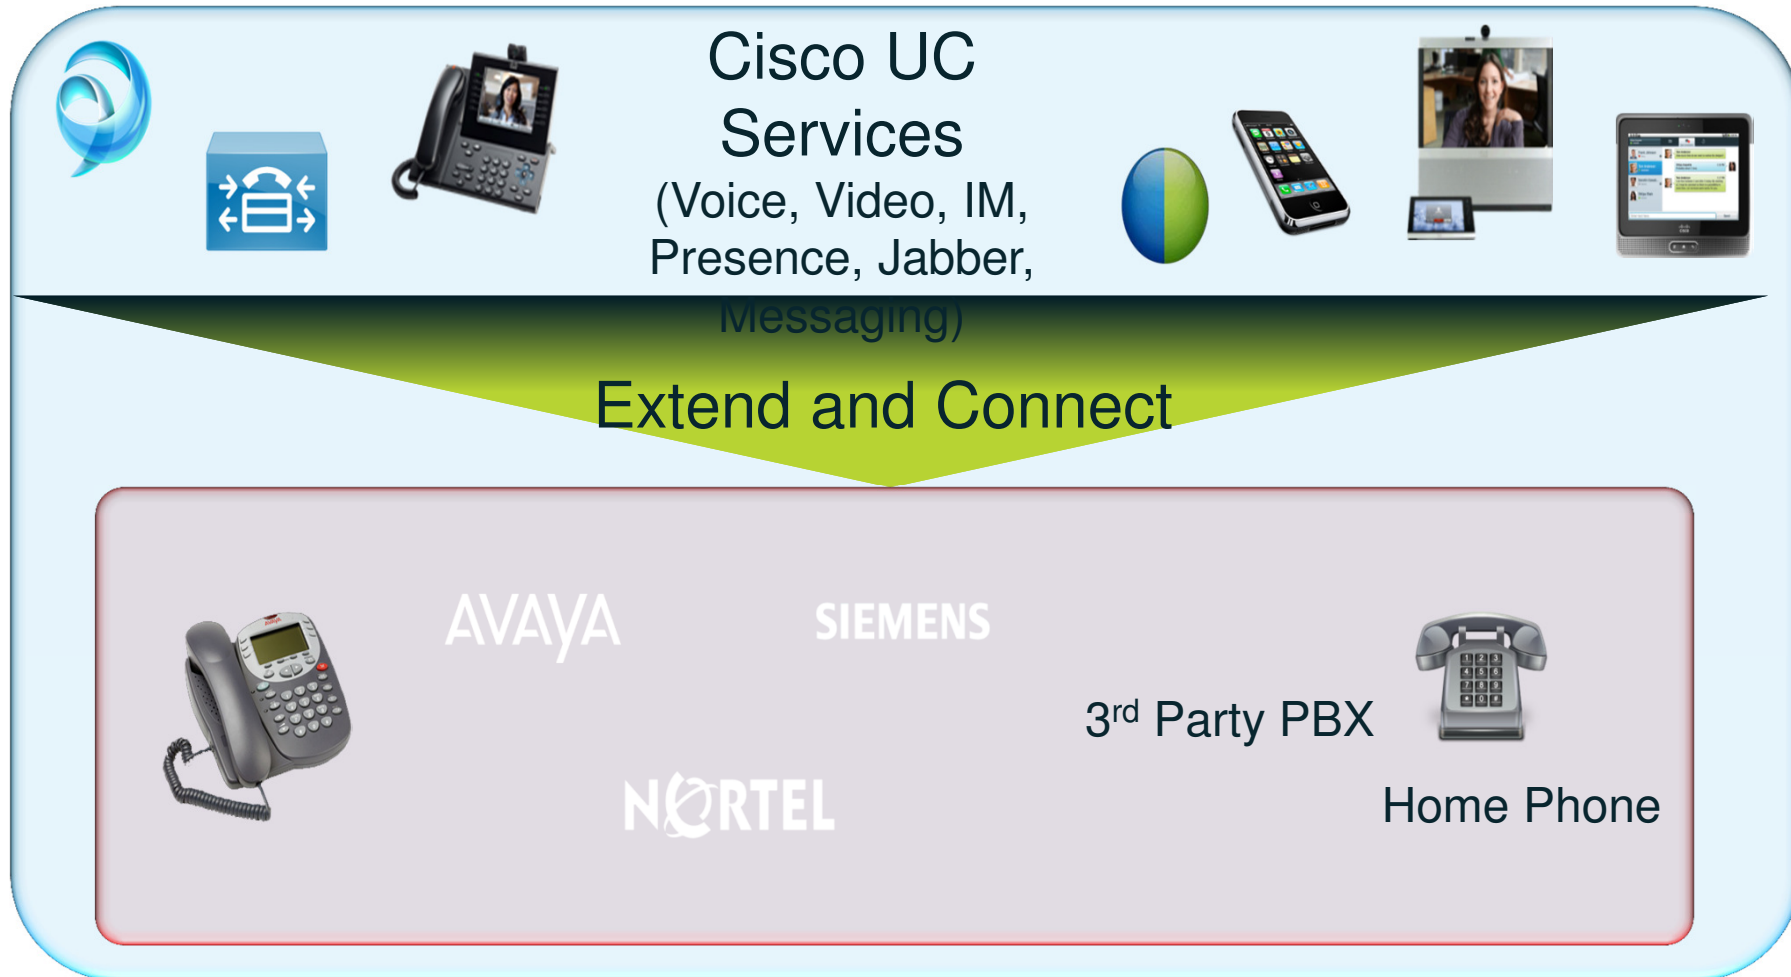 Cisco UC
Services
(Voice, Video, IM,
Presence, Jabber,
Messaging)
Extend and Connect
AVAYA
SIEMENS
3rd Party PBX
NORTEL
Home Phone